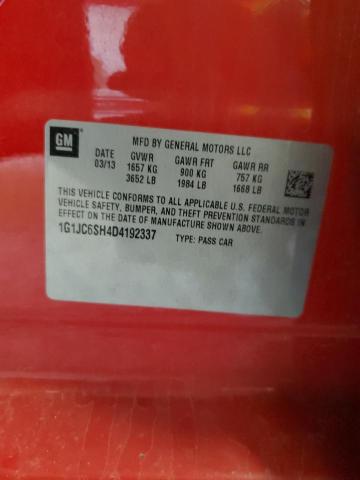 GM
MFD BY GENERAL MOTORS LLC
DATE GVWR GAWR FRT GAWR RR
03/13 1657 KG 900 KG 757 KG
3652 LB 1984 LB 1668 LB
THIS VEHICLE CONFORMS TO ALL APPLICABLE U.S. FEDERAL MOTOR
VEHICLE SAFETY, BUMPER, AND THEFT PREVENTION STANDARDS IN
EFFECT ON THE DATE OF MANUFACTURE SHOWN ABOVE.
1G1JC6SH4D4192337 TYPE: PASS CAR